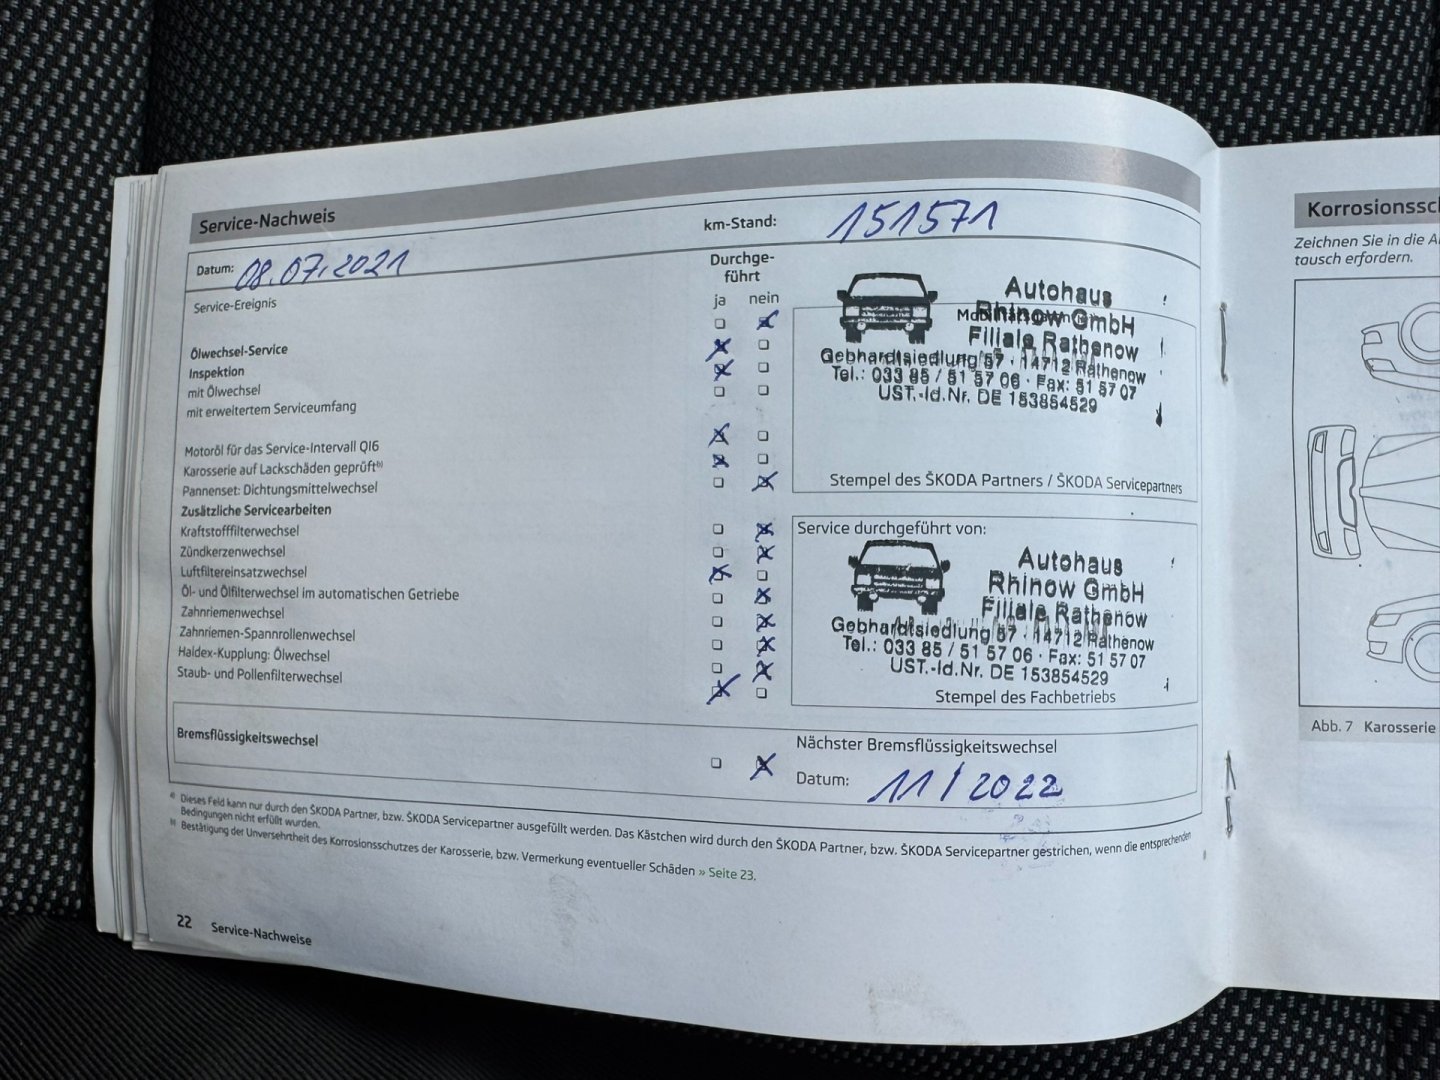 Service-Nachweis
Datum: 08.07.2021
km-Stand: 151571
Service-Ereignis
Durchge-
führt
ja nein
Ölwechsel-Service
Inspektion
mit Ölwechsel
mit erweitertem Serviceumfang
Motoröl für das Service-Intervall QI6
Karosserie auf Lackschäden geprüft b)
Pannenset: Dichtungsmittelwechsel
Zusätzliche Servicearbeiten
Kraftstofffilterwechsel
Zündkerzenwechsel
Luftfiltereinsatzwechsel
Öl- und Ölfilterwechsel im automatischen Getriebe
Zahnriemenwechsel
Zahnriemen-Spannrollenwechsel
Haldex-Kupplung: Ölwechsel
Staub- und Pollenfilterwechsel
Autohaus
Rhinow GmbH
Filiale Rathenow
Gebhardtsiedlung 57 · 14712 Rathenow
Tel.: 033 85 / 51 57 06 · Fax: 51 57 07
UST.-Id.Nr. DE 153854529
Stempel des ŠKODA Partners / ŠKODA Servicepartners
Service durchgeführt von:
Autohaus
Rhinow GmbH
Filiale Rathenow
Gebhardtsiedlung 57 · 14712 Rathenow
Tel.: 033 85 / 51 57 06 · Fax: 51 57 07
UST.-Id.Nr. DE 153854529
Stempel des Fachbetriebs
Bremsflüssigkeitswechsel
Nächster Bremsflüssigkeitswechsel
Datum: 11/2022
a) Dieses Feld kann nur durch den ŠKODA Partner, bzw. ŠKODA Servicepartner ausgefüllt werden. Das Kästchen wird durch den ŠKODA Partner, bzw. ŠKODA Servicepartner gestrichen, wenn die entsprechenden
Bedingungen nicht erfüllt wurden.
b) Bestätigung der Unversehrtheit des Korrosionsschutzes der Karosserie, bzw. Vermerkung eventueller Schäden » Seite 23.
22 Service-Nachweise
Korrosionssc
Zeichnen Sie in die A
tausch erfordern.
Abb. 7 Karosserie